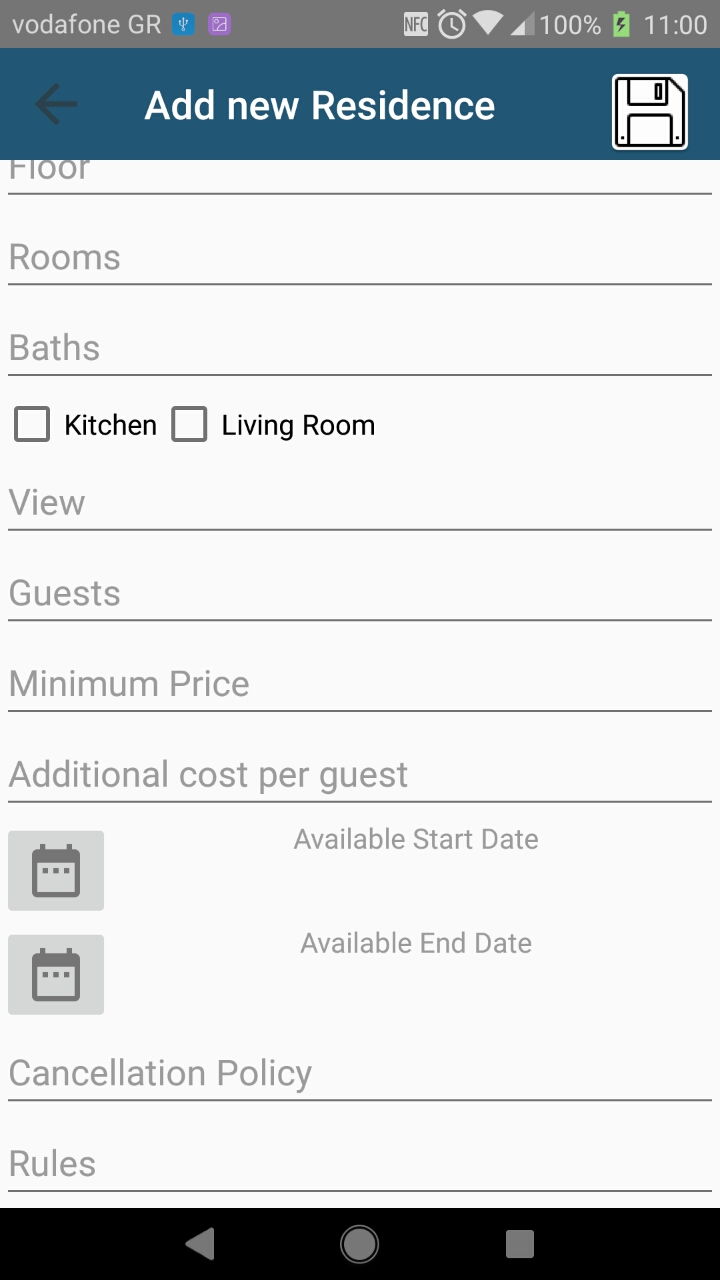 vodafone GR NFC 100% 11:00
Add new Residence
Floor
Rooms
Baths
Kitchen Living Room
View
Guests
Minimum Price
Additional cost per guest
Available Start Date
Available End Date
Cancellation Policy
Rules